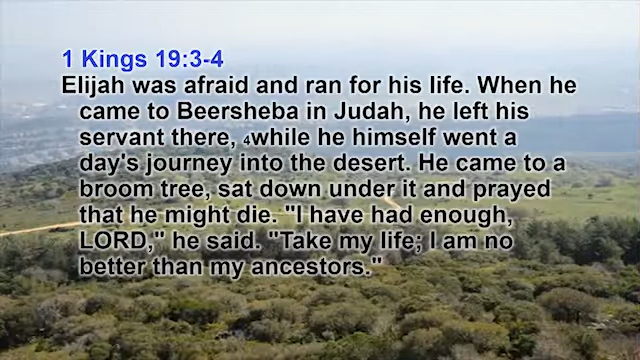 1 Kings 19:3-4
Elijah was afraid and ran for his life. When he
came to Beersheba in Judah, he left his
servant there, 4while he himself went a
day's journey into the desert. He came to a
broom tree, sat down under it and prayed
that he might die. "I have had enough,
LORD," he said. "Take my life; I am no
better than my ancestors."